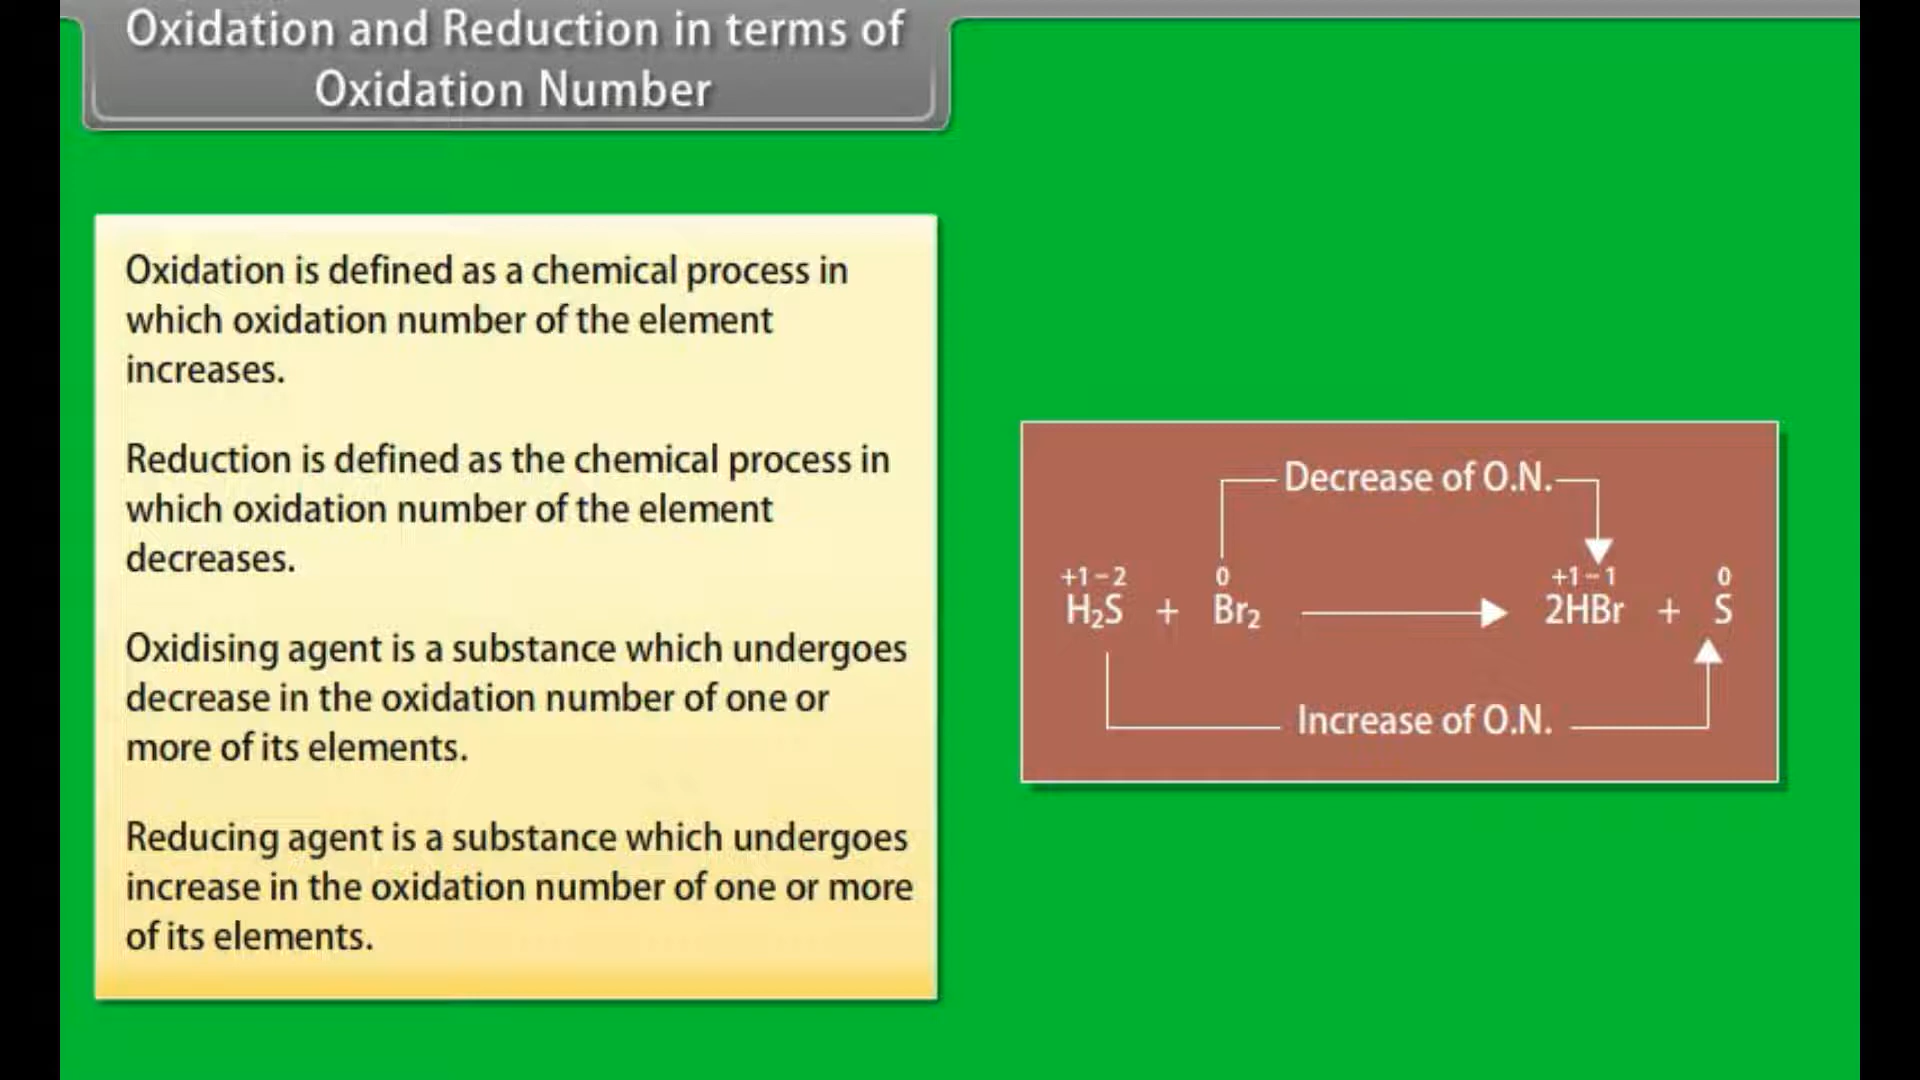 Oxidation and Reduction in terms of
Oxidation Number
Oxidation is defined as a chemical process in
which oxidation number of the element
increases.
Reduction is defined as the chemical process in
which oxidation number of the element
decreases.
Oxidising agent is a substance which undergoes
decrease in the oxidation number of one or
more of its elements.
Reducing agent is a substance which undergoes
increase in the oxidation number of one or more
of its elements.
Decrease of O.N.
+1 – 2 0 +1 – 1 0
H₂S + Br₂ 2HBr + S
Increase of O.N.